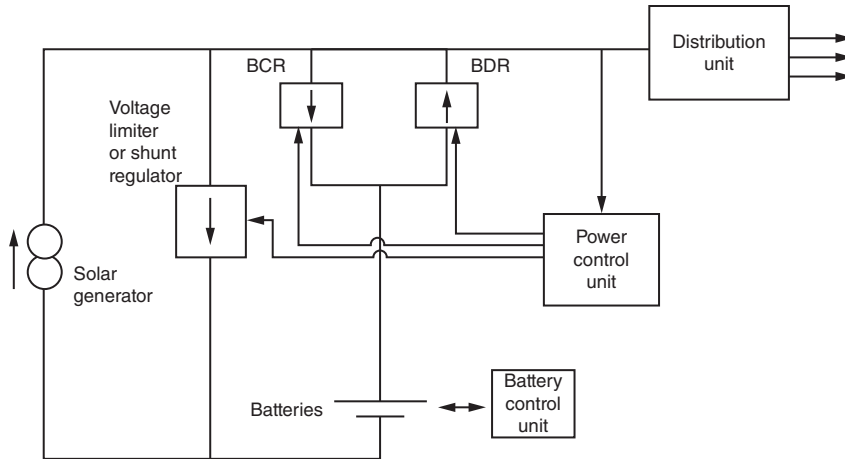 Distribution
unit
BCR
BDR
Voltage
limiter
or shunt
regulator
Power
control
unit
Solar
generator
Batteries
Battery
control
unit